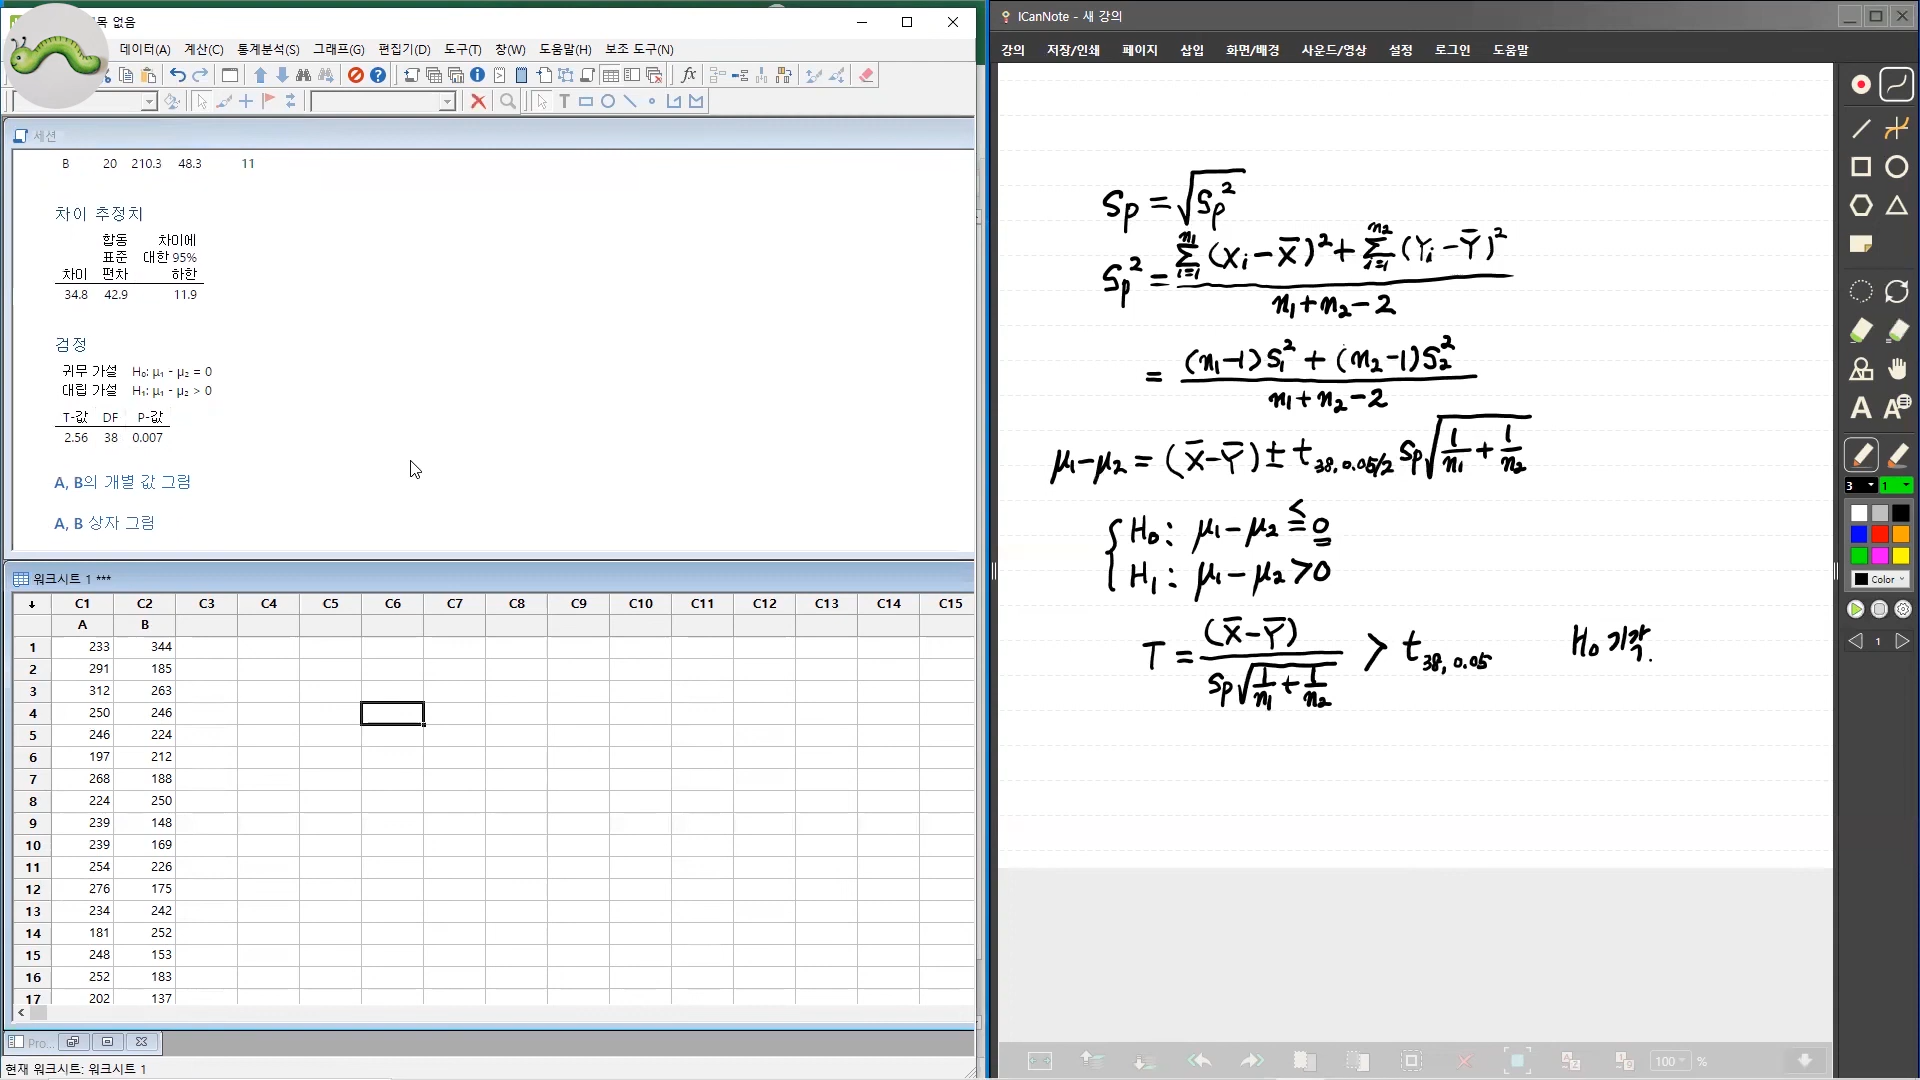 목 없음
데이터(A) 계산(C) 통계분석(S) 그래프(G) 편집기(D) 도구(T) 창(W) 도움말(H) 보조 도구(N)
세션
B 20 210.3 48.3 11
차이 추정치
합동 차이에
표준 대한 95%
차이 편차 하한
34.8 42.9 11.9
검정
귀무 가설 H₀: μ₁ - μ₂ = 0
대립 가설 H₁: μ₁ - μ₂ > 0
T-값 DF P-값
2.56 38 0.007
A, B의 개별 값 그림
A, B 상자 그림
워크시트 1 ***
C1 C2 C3 C4 C5 C6 C7 C8 C9 C10 C11 C12 C13 C14 C15
A B
1 233 344
2 291 185
3 312 263
4 250 246
5 246 224
6 197 212
7 268 188
8 224 250
9 239 148
10 239 169
11 254 226
12 276 175
13 234 242
14 181 252
15 248 153
16 252 183
17 202 137
Pro...
현재 워크시트: 워크시트 1
ICanNote - 새 강의
강의 저장/인쇄 페이지 삽입 화면/배경 사운드/영상 설정 로그인 도움말
Sp = √Sp²
Sp² = Σᵢ₌₁ⁿ¹ (Xᵢ - X̄)² + Σᵢ₌₁ⁿ² (Yᵢ - Ȳ)² / n₁ + n₂ - 2
= (n₁-1)S₁² + (n₂-1)S₂² / n₁ + n₂ - 2
μ₁-μ₂ = (X̄-Ȳ) ± t₃₈,₀.₀₅/₂ Sp √(1/n₁ + 1/n₂)
H₀: μ₁ - μ₂ ≤ 0
H₁: μ₁ - μ₂ > 0
T = (X̄-Ȳ) / Sp √(1/n₁ + 1/n₂) > t₃₈,₀.₀₅ H₀ 기각.
3 1
Color
1
100 %